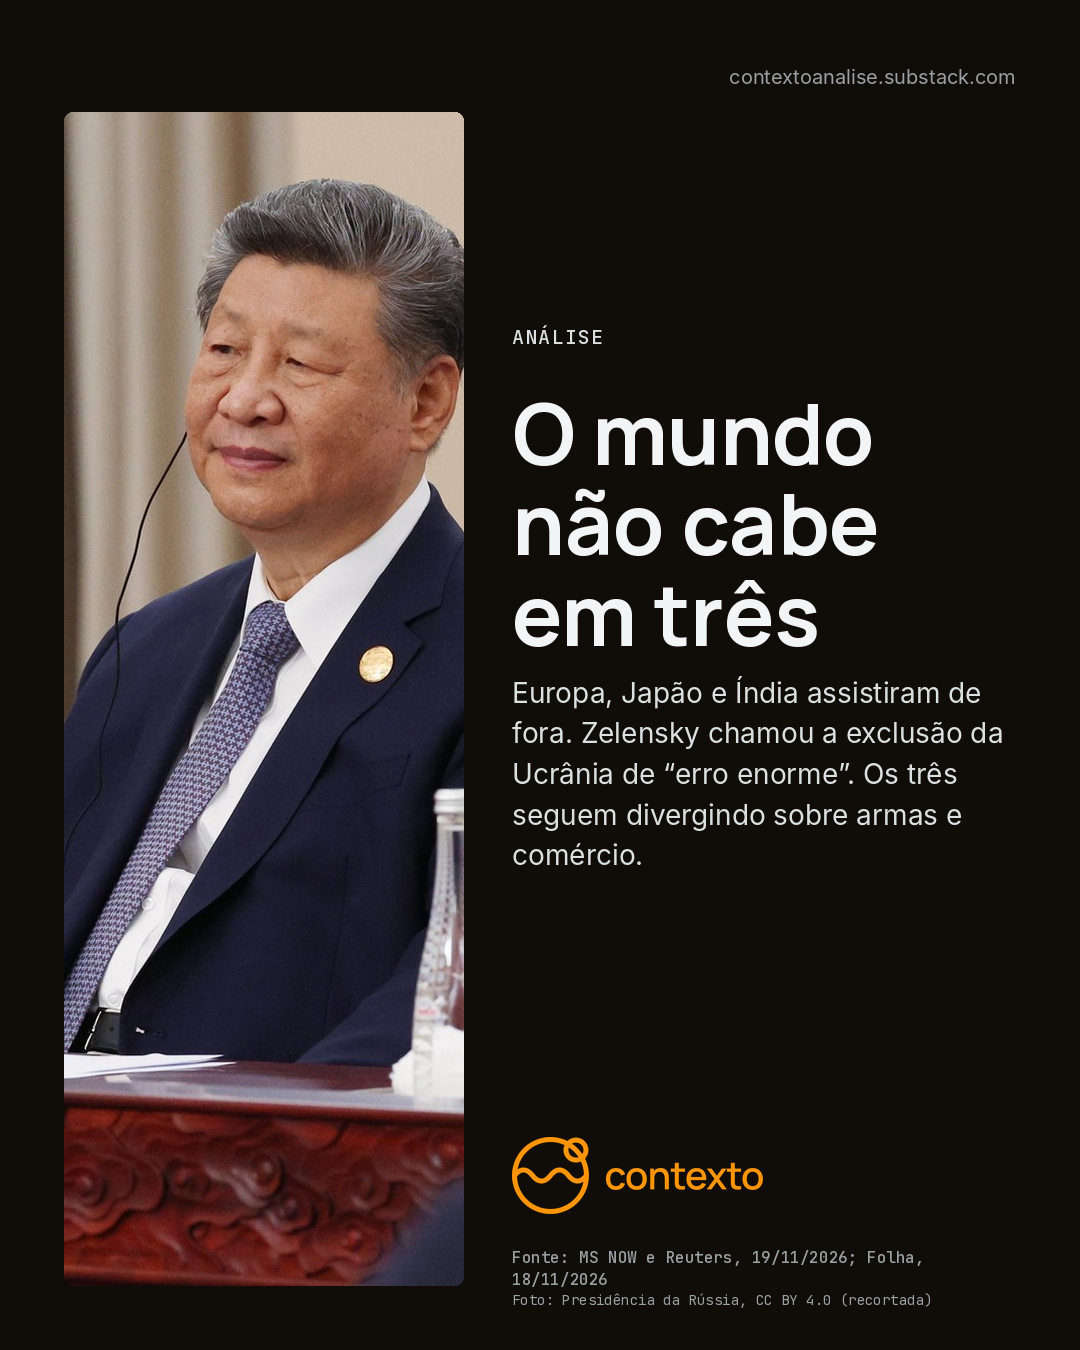 contextoanalise.substack.com
ANÁLISE
O mundo
não cabe
em três
Europa, Japão e Índia assistiram de
fora. Zelensky chamou a exclusão da
Ucrânia de “erro enorme”. Os três
seguem divergindo sobre armas e
comércio.
contexto
Fonte: MS NOW e Reuters, 19/11/2026; Folha,
18/11/2026
Foto: Presidência da Rússia, CC BY 4.0 (recortada)